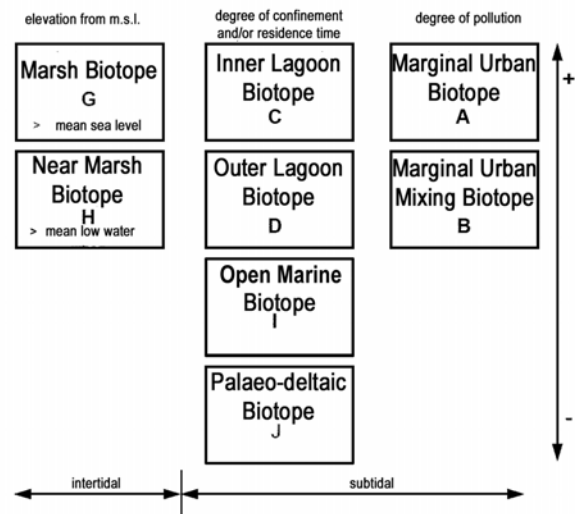 elevation from m.s.l.
degree of confinement
and/or residence time
degree of pollution
Marsh Biotope
G
> mean sea level
Inner Lagoon
Biotope
C
Marginal Urban
Biotope
A
+
Near Marsh
Biotope
H
> mean low water
Outer Lagoon
Biotope
D
Marginal Urban
Mixing Biotope
B
Open Marine
Biotope
I
Palaeo-deltaic
Biotope
J
-
intertidal
subtidal